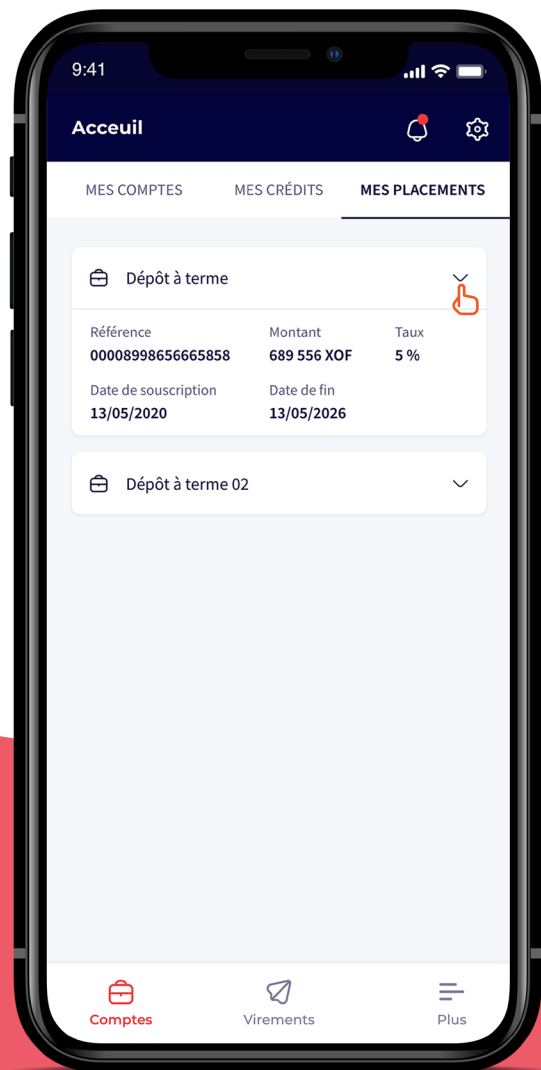 9:41
Acceuil
MES COMPTES MES CRÉDITS MES PLACEMENTS
Dépôt à terme
Référence Montant Taux
00008998656665858 689 556 XOF 5 %
Date de souscription Date de fin
13/05/2020 13/05/2026
Dépôt à terme 02
Comptes Virements Plus